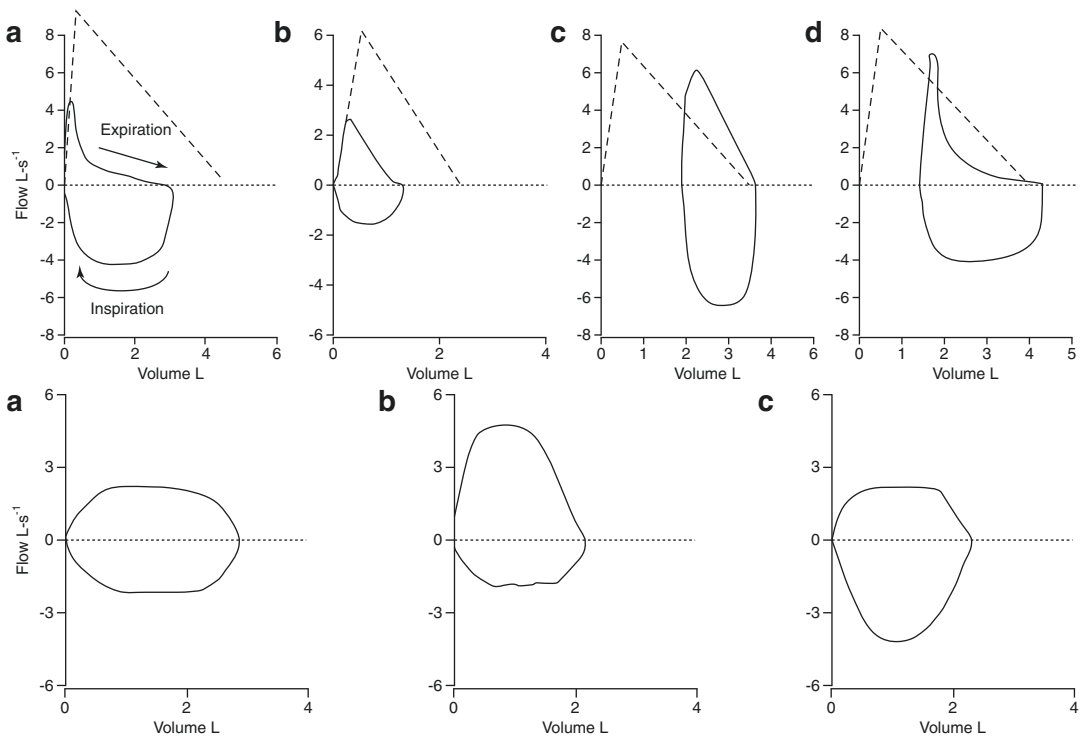 a
b
c
d
8
6
4
2
0
-2
-4
-6
-8
Flow L-s⁻¹
Expiration
Inspiration
0 2 4 6
Volume L
6
4
2
0
-2
-4
-6
0 2 4
Volume L
8
6
4
2
0
-2
-4
-6
-8
0 1 2 3 4 5 6
Volume L
8
6
4
2
0
-2
-4
-6
-8
0 1 2 3 4 5
Volume L
a
b
c
6
3
0
-3
-6
Flow L-s⁻¹
0 2 4
Volume L
6
3
0
-3
-6
0 2 4
Volume L
6
3
0
-3
-6
0 2 4
Volume L